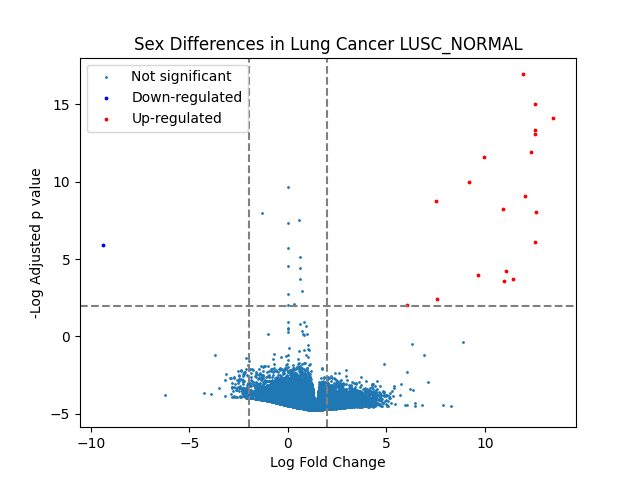 Sex Differences in Lung Cancer LUSC_NORMAL
Not significant
Down-regulated
Up-regulated
-Log Adjusted p value
15
10
5
0
−5
−10
−5
0
5
10
Log Fold Change